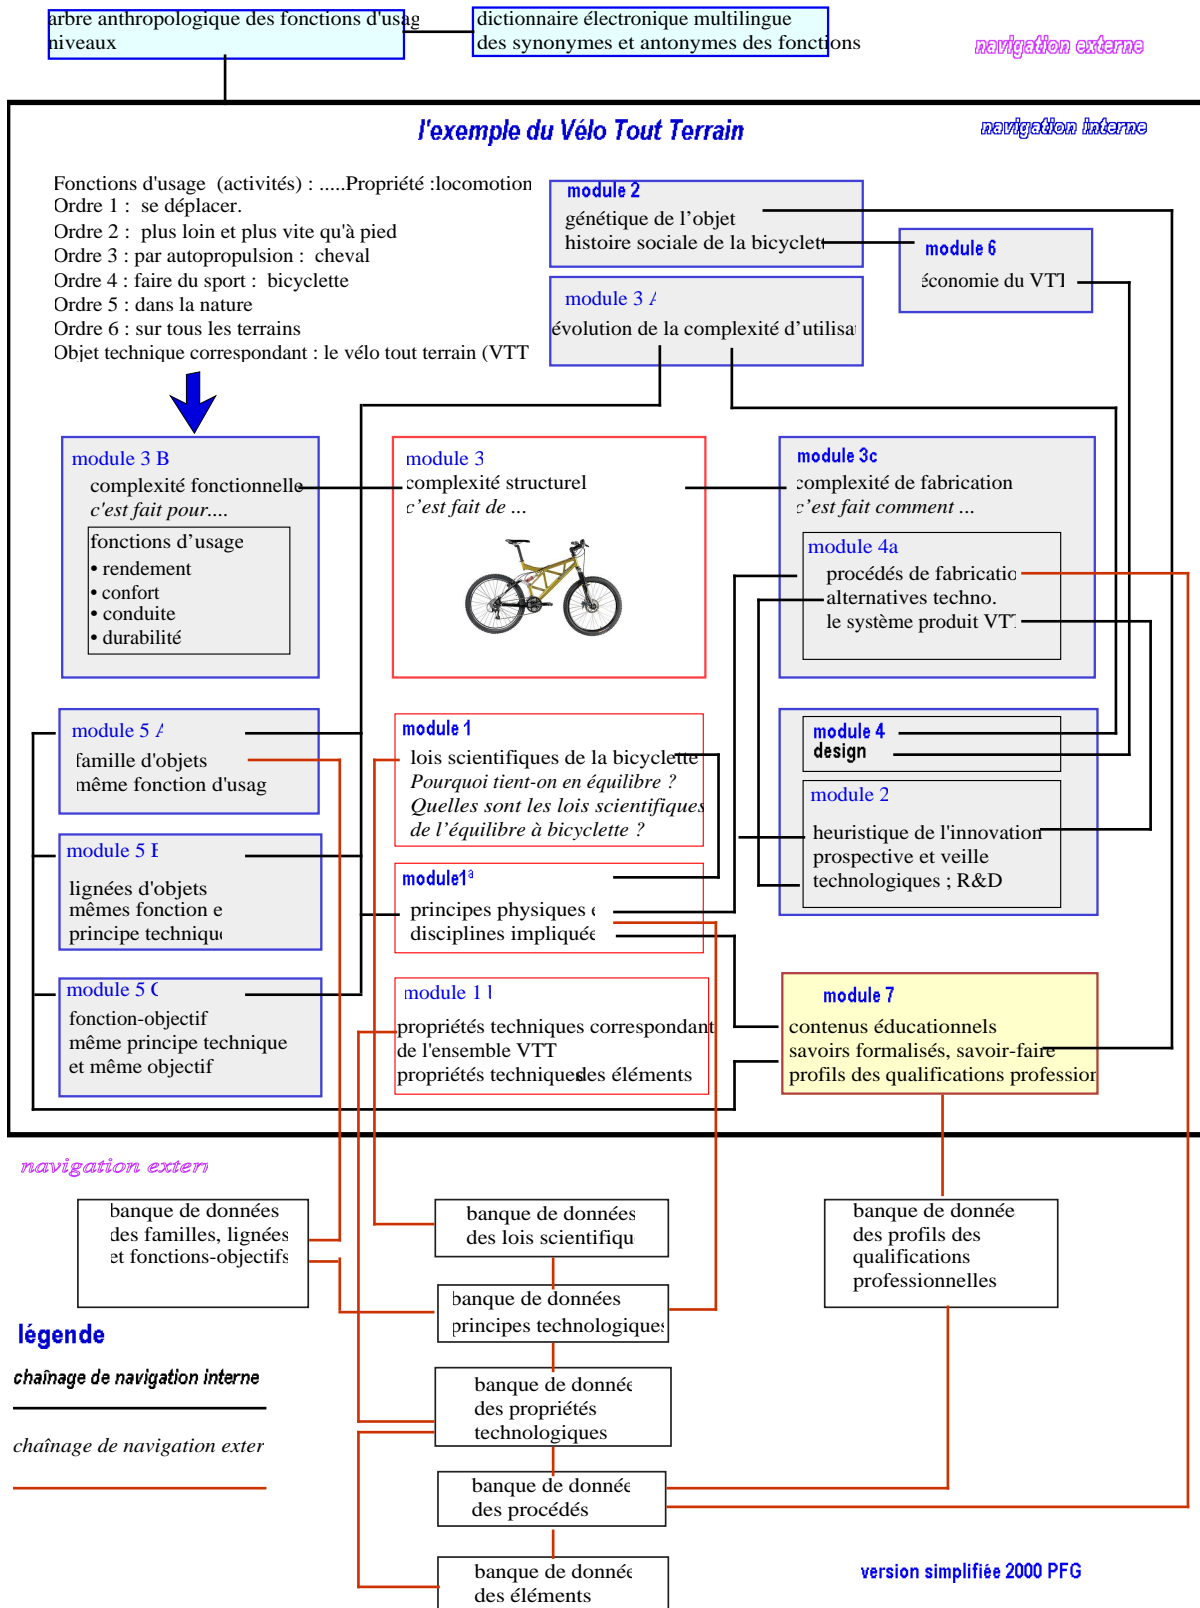 arbre anthropologique des fonctions d'usag
niveaux
dictionnaire électronique multilingue
des synonymes et antonymes des fonctions
navigation externe
l'exemple du Vélo Tout Terrain
navigation interne
Fonctions d'usage (activités) : .....Propriété :locomotion
Ordre 1 : se déplacer.
Ordre 2 : plus loin et plus vite qu'à pied
Ordre 3 : par autopropulsion : cheval
Ordre 4 : faire du sport : bicyclette
Ordre 5 : dans la nature
Ordre 6 : sur tous les terrains
Objet technique correspondant : le vélo tout terrain (VTT
module 2
génétique de l'objet
histoire sociale de la bicyclett
module 6
économie du VTT
module 3 A
évolution de la complexité d'utilisat
module 3 B
complexité fonctionnelle
c'est fait pour....
fonctions d'usage
• rendement
• confort
• conduite
• durabilité
module 3
complexité structurel
c'est fait de ...
module 3c
complexité de fabrication
c'est fait comment ...
module 4a
procédés de fabricatio
alternatives techno.
le système produit VTT
module 5 A
famille d'objets
même fonction d'usag
module 1
lois scientifiques de la bicyclette
Pourquoi tient-on en équilibre ?
Quelles sont les lois scientifiques
de l'équilibre à bicyclette ?
module 4
design
module 2
heuristique de l'innovation
prospective et veille
technologiques ; R&D
module 5 B
lignées d'objets
mêmes fonction e
principe technique
module1ª
principes physiques e
disciplines impliquée
module 5 C
fonction-objectif
même principe technique
et même objectif
module 1 b
propriétés techniques correspondant
de l'ensemble VTT
propriétés techniques des éléments
module 7
contenus éducationnels
savoirs formalisés, savoir-faire
profils des qualifications profession
navigation extern
banque de données
des familles, lignées
et fonctions-objectifs
banque de données
des lois scientifiqu
banque de donnée
des profils des
qualifications
professionnelles
banque de données
principes technologiques
légende
chaînage de navigation interne
chaînage de navigation exter
banque de donnée
des propriétés
technologiques
banque de donnée
des procédés
banque de donnée
des éléments
version simplifiée 2000 PFG